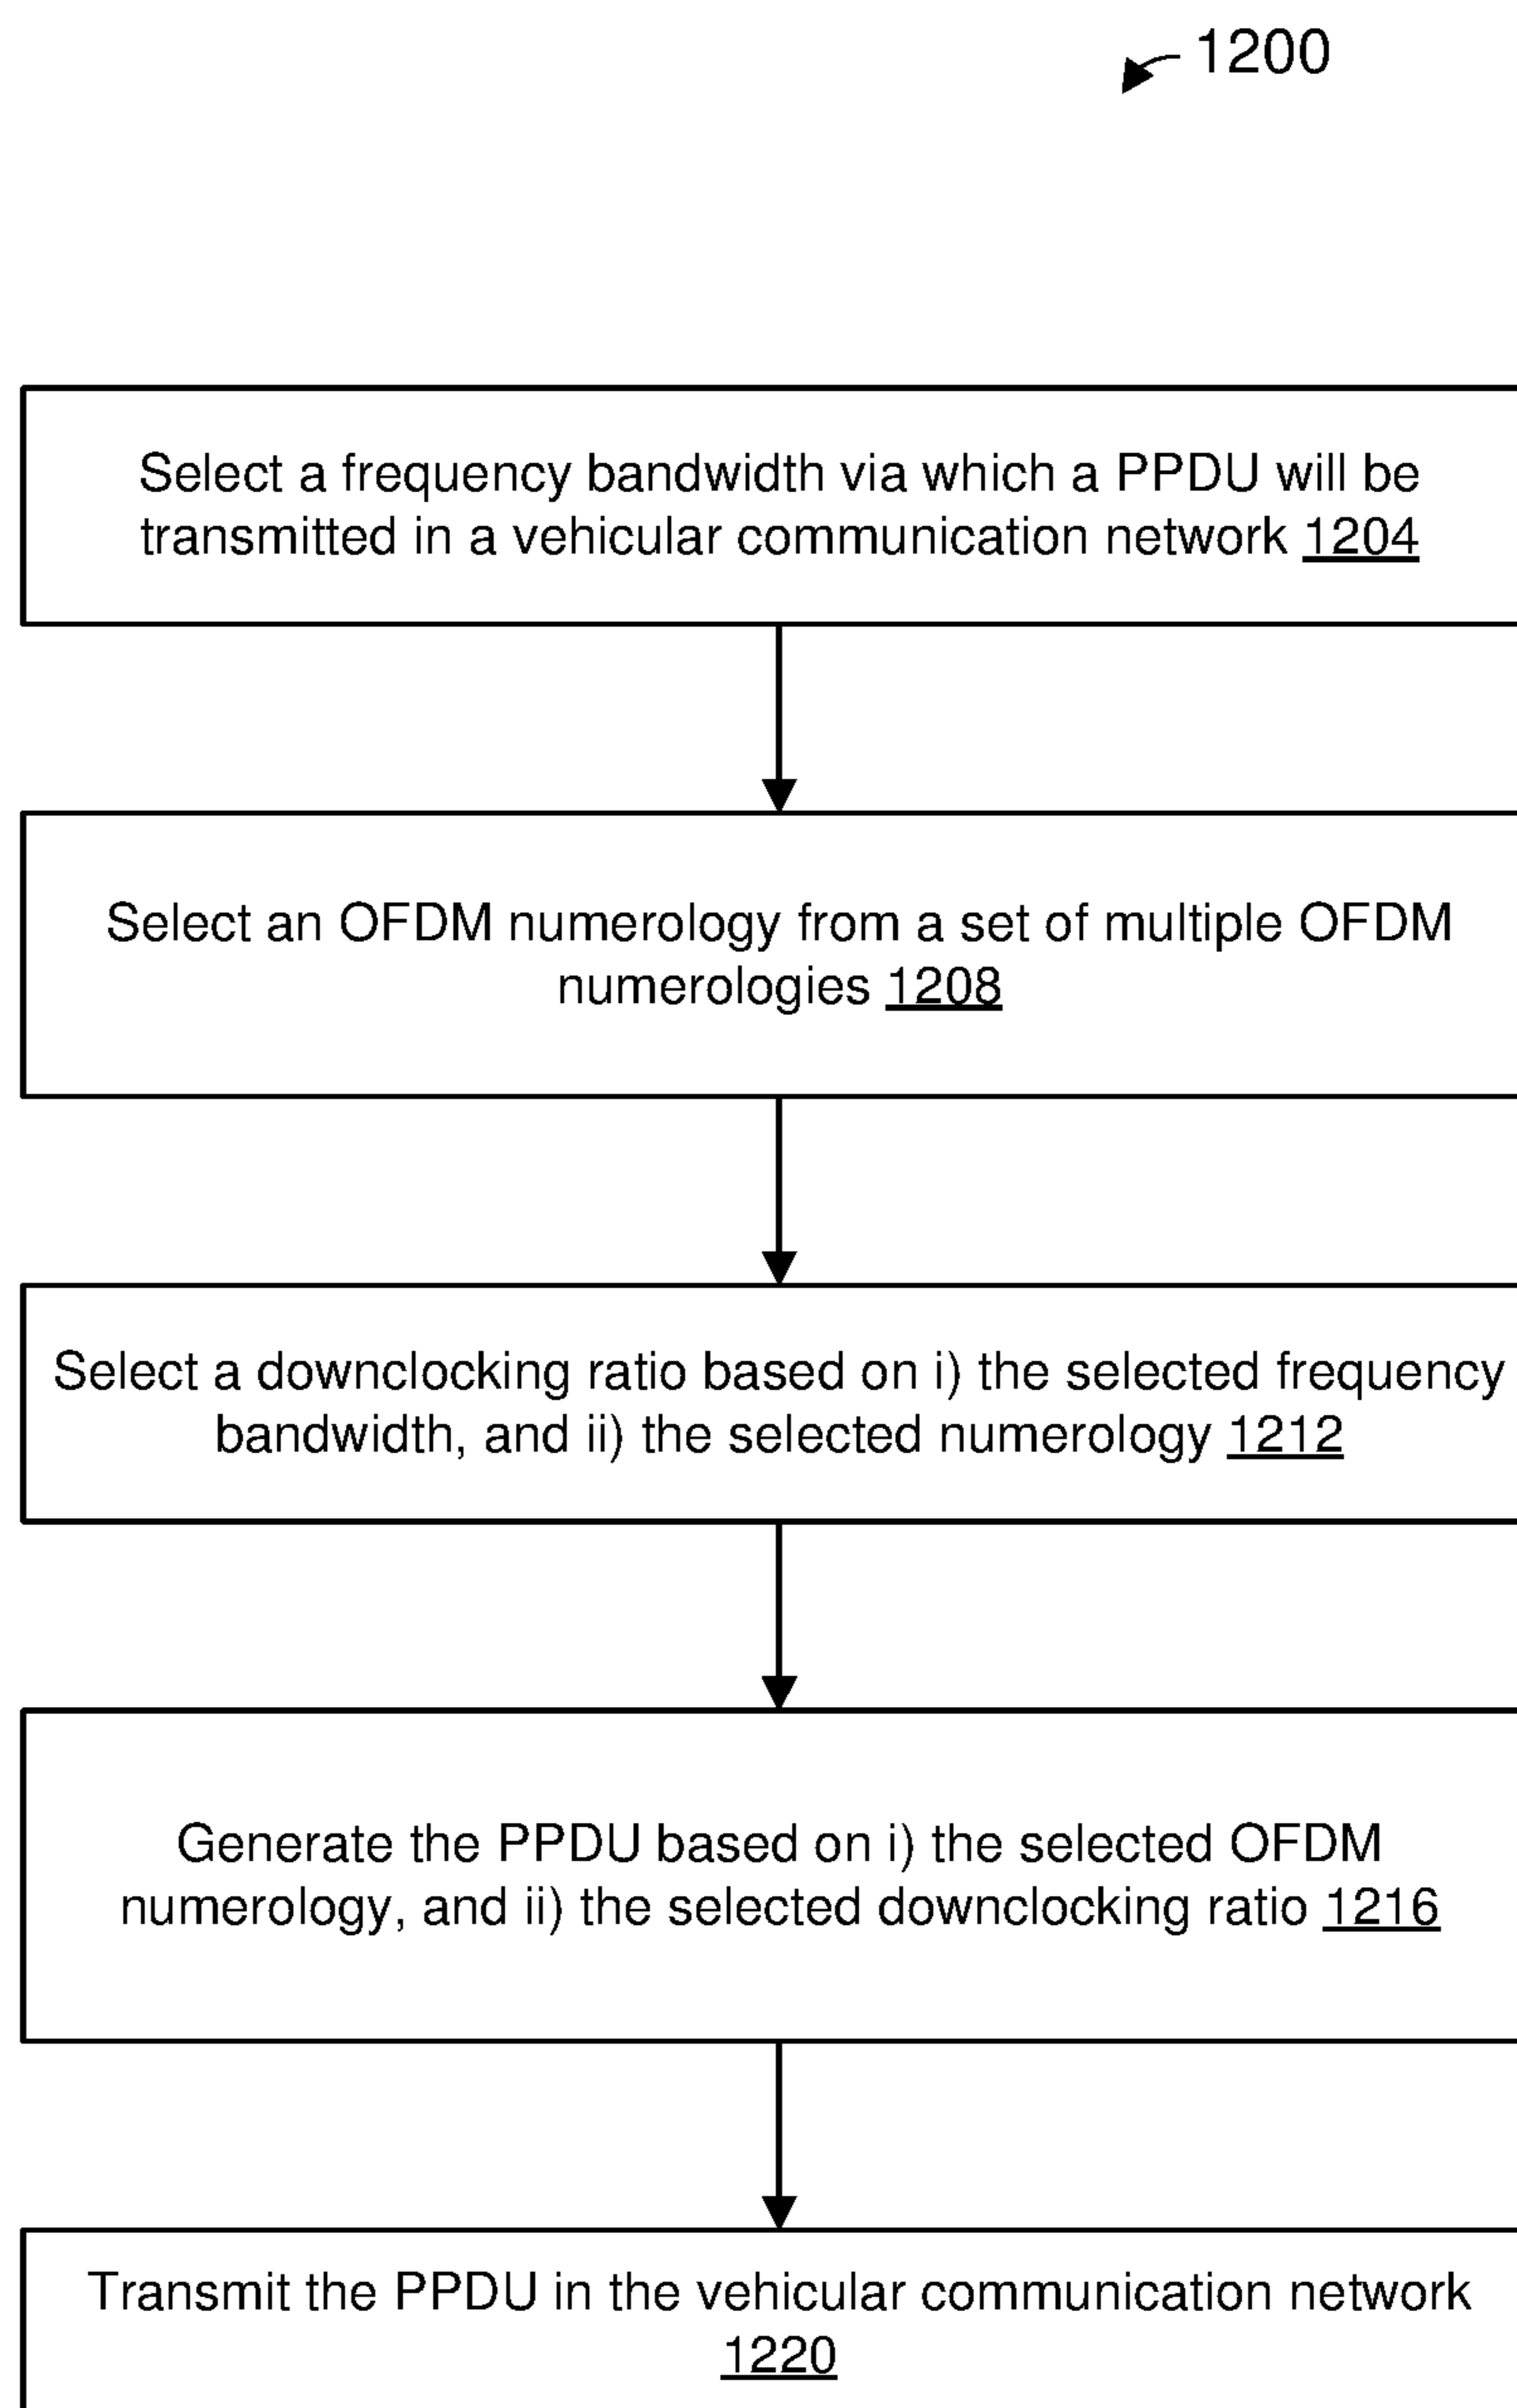 1200
Select a frequency bandwidth via which a PPDU will be
transmitted in a vehicular communication network 1204
Select an OFDM numerology from a set of multiple OFDM
numerologies 1208
Select a downclocking ratio based on i) the selected frequency
bandwidth, and ii) the selected numerology 1212
Generate the PPDU based on i) the selected OFDM
numerology, and ii) the selected downclocking ratio 1216
Transmit the PPDU in the vehicular communication network
1220